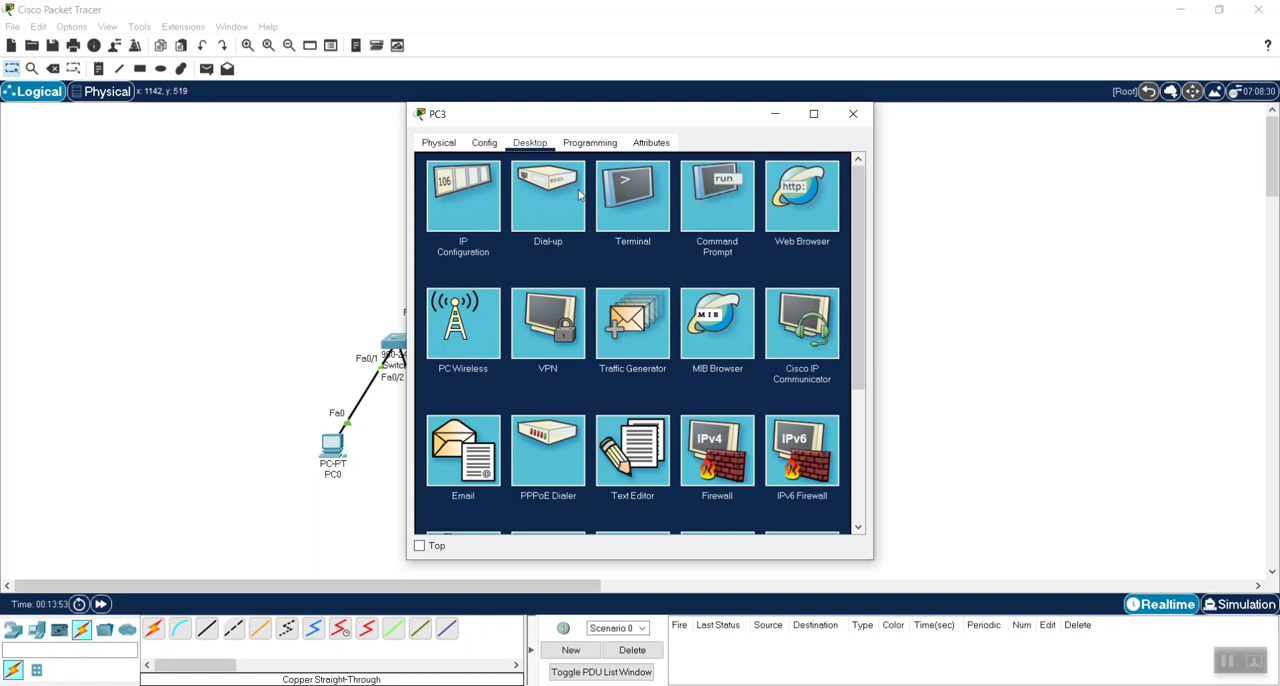 Cisco Packet Tracer
File Edit Options View Tools Extensions Window Help
?
Logical Physical x: 1142, y: 519
[Root] 07:08:30
PC3
Physical Config Desktop Programming Attributes
106
>
run
http:
IP Configuration
Dial-up
Terminal
Command Prompt
Web Browser
MIB
PC Wireless
VPN
Traffic Generator
MIB Browser
Cisco IP Communicator
@
IPv4
IPv6
Email
PPPoE Dialer
Text Editor
Firewall
IPv6 Firewall
Top
Fa0/1
Fa0/2
Fa0
PC-PT
PC0
Time: 00:13:53
Realtime Simulation
Scenario 0
New Delete
Toggle PDU List Window
Fire Last Status Source Destination Type Color Time(sec) Periodic Num Edit Delete
Copper Straight-Through